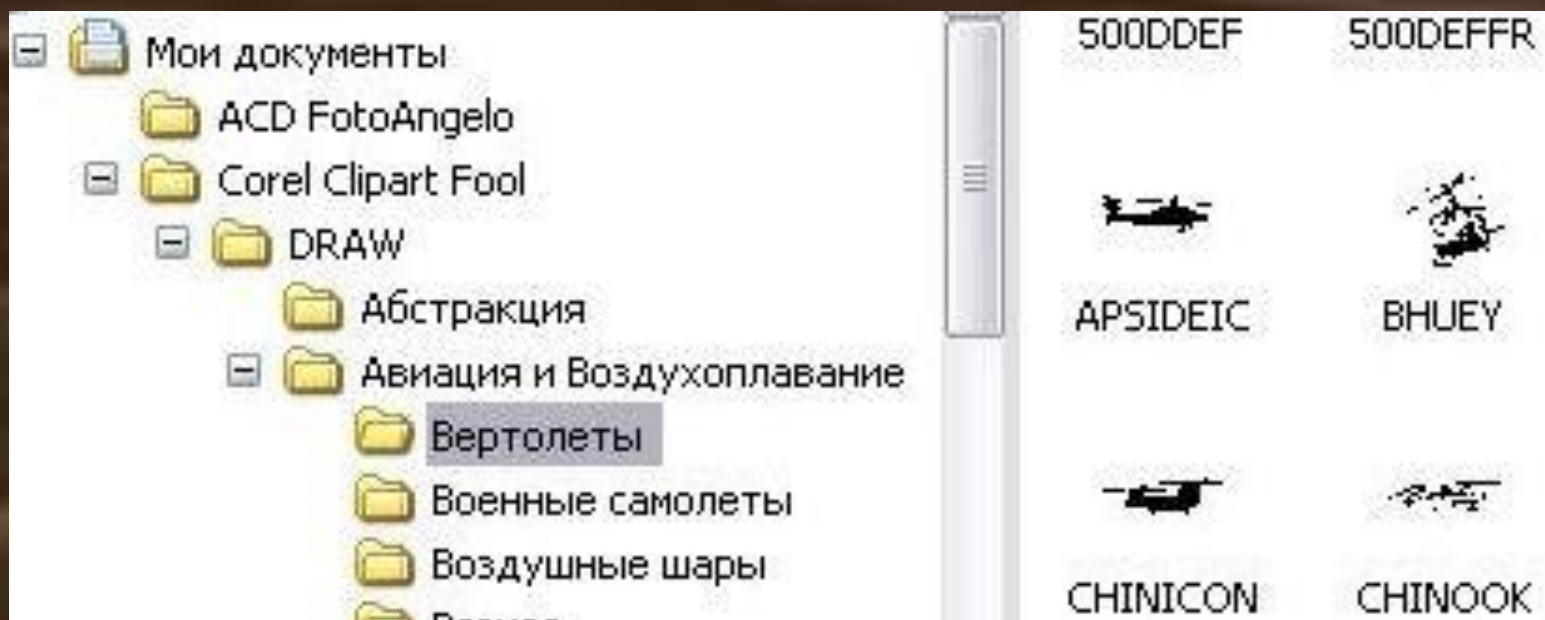 Мои документы
ACD FotoAngelo
Corel Clipart Fool
DRAW
Абстракция
Авиация и Воздухоплавание
Вертолеты
Военные самолеты
Воздушные шары
500DDEF 500DEFFR
APSIDEIC BHUEY
CHINICON CHINOOK